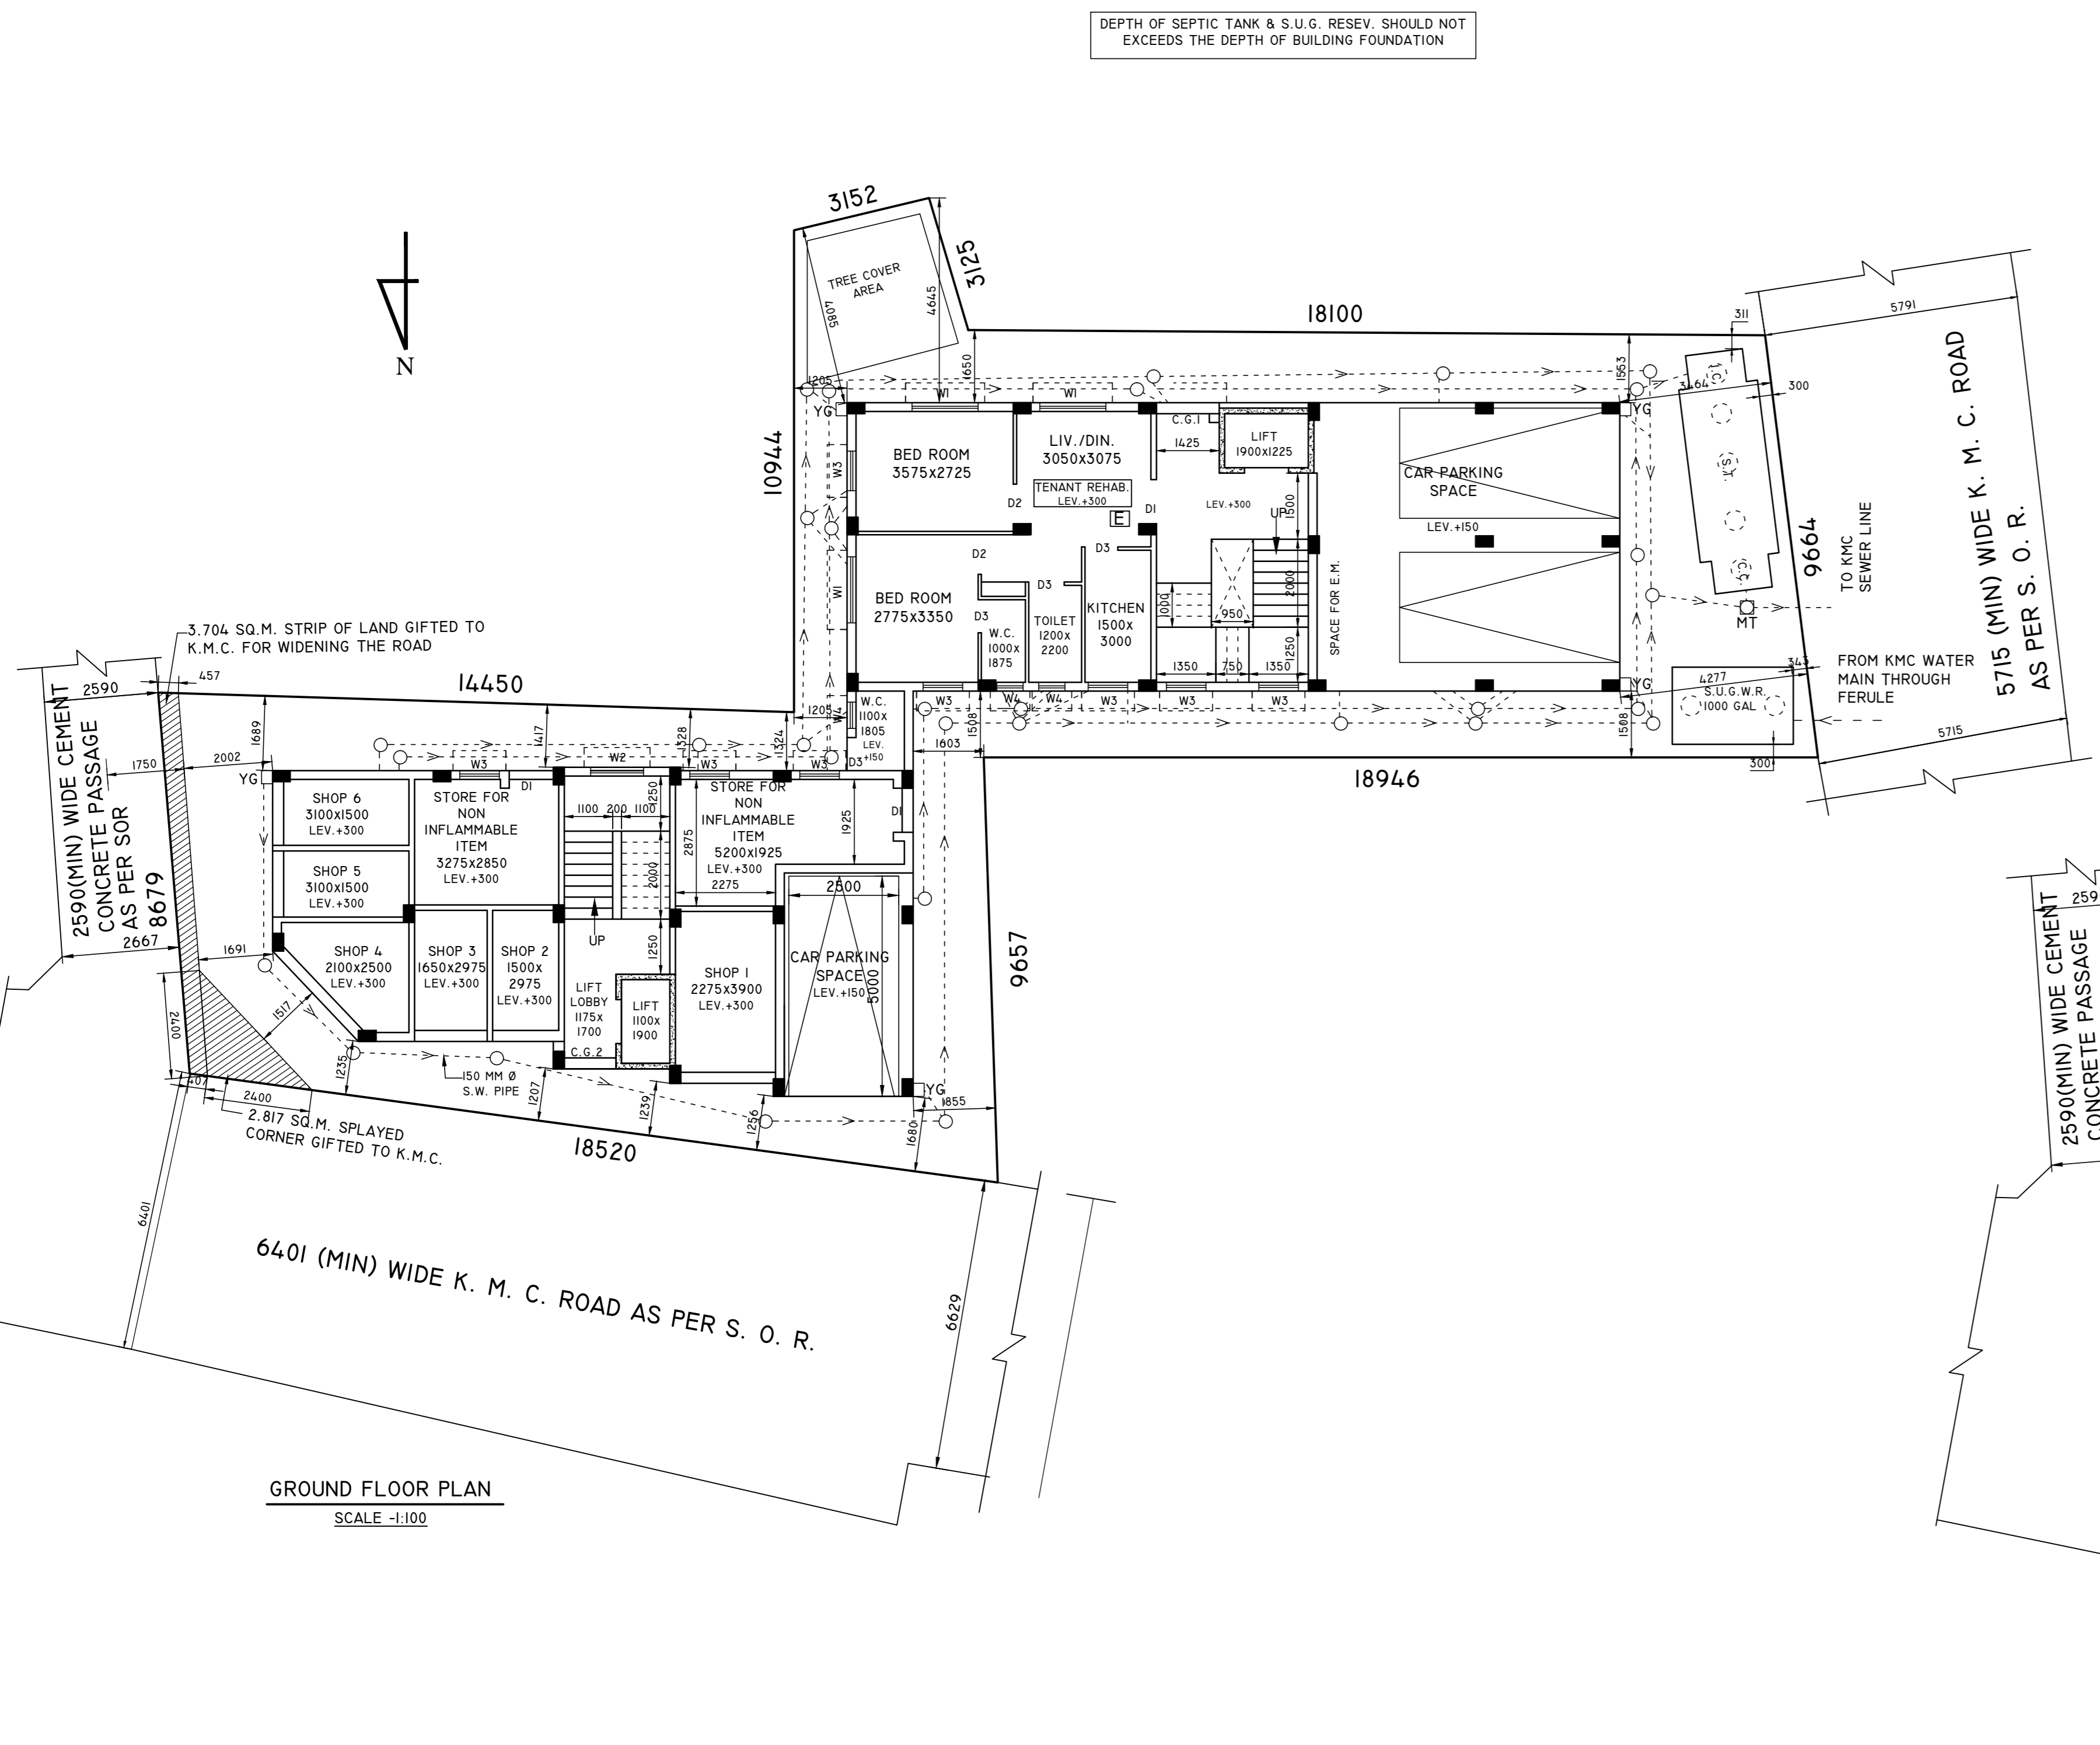 DEPTH OF SEPTIC TANK & S.U.G. RESEV. SHOULD NOT
EXCEEDS THE DEPTH OF BUILDING FOUNDATION
3152
3125
TREE COVER
AREA
4085
4645
N
18100
311
5791
1650
1553
1205
3464
300
I.C.
S.T.
C.C.
W1
W1
YG
YG
10944
BED ROOM
3575x2725
LIV./DIN.
3050x3075
TENANT REHAB.
LEV.+300
E
C.G.1
1425
LIFT
1900x1225
LEV.+300
UP
1500
2000
1250
CAR PARKING
SPACE
LEV.+150
SPACE FOR E.M.
W3
D2
D1
D3
D2
D3
D3
W1
BED ROOM
2775x3350
W.C.
1000x
1875
TOILET
1200x
2200
KITCHEN
1500x
3000
1000
950
1350
750
1350
9664
TO KMC
SEWER LINE
MT
5715 (MIN) WIDE K. M. C. ROAD
AS PER S. O. R.
FROM KMC WATER
MAIN THROUGH
FERULE
343
4277
S.U.G.W.R.
1000 GAL
YG
300
5715
W3
W4
W4
W3
W3
W3
1508
1508
1603
18946
3.704 SQ.M. STRIP OF LAND GIFTED TO
K.M.C. FOR WIDENING THE ROAD
457
2590
14450
1205
W4
W.C.
1100x
1805
LEV.
+150
D3
2590(MIN) WIDE CEMENT
CONCRETE PASSAGE
AS PER SOR
8679
1750
2002
1689
1417
1328
1324
YG
W3
D1
W2
W3
W3
SHOP 6
3100x1500
LEV.+300
STORE FOR
NON
INFLAMMABLE
ITEM
3275x2850
LEV.+300
1100
200
1100
1250
2000
1250
2875
STORE FOR
NON
INFLAMMABLE
ITEM
5200x1925
LEV.+300
2275
1925
D1
SHOP 5
3100x1500
LEV.+300
2500
2667
1691
SHOP 4
2100x2500
LEV.+300
SHOP 3
1650x2975
LEV.+300
SHOP 2
1500x
2975
LEV.+300
UP
LIFT
LOBBY
1175x
1700
LIFT
1100x
1900
SHOP 1
2275x3900
LEV.+300
CAR PARKING
SPACE
LEV.+150
5000
9657
1517
2400
C.G.2
1235
150 MM Ø
S.W. PIPE
1207
1239
1256
YG
1855
1680
407
2400
2.817 SQ.M. SPLAYED
CORNER GIFTED TO K.M.C.
18520
6401
6401 (MIN) WIDE K. M. C. ROAD AS PER S. O. R.
6629
GROUND FLOOR PLAN
SCALE -1:100
2590(MIN) WIDE CEMENT
CONCRETE PASSAGE